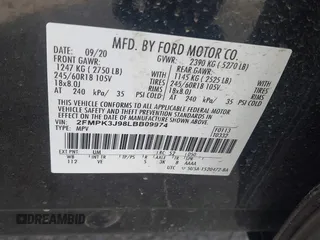 MFD. BY FORD MOTOR CO.
09/20 GVWR: 2390 KG (5270 LB)
FRONT GAWR: REAR GAWR:
1247 KG (2750 LB) 1145 KG (2525 LB)
245/60R18 105V 245/60R18 105V
18x8.0J 18x8.0J
AT 240 kPa/ 35 PSI COLD AT 240 kPa/ 35 PSI COLD
THIS VEHICLE CONFORMS TO ALL APPLICABLE FEDERAL MOTOR VEHICLE SAFETY AND THEFT PREVENTION STANDARDS IN EFFECT ON THE DATE OF MANUFACTURE SHOWN ABOVE.
VIN: 2FMPK3J98LBB09974
TYPE: MPV
EXT PNT:
112
DREAMBID